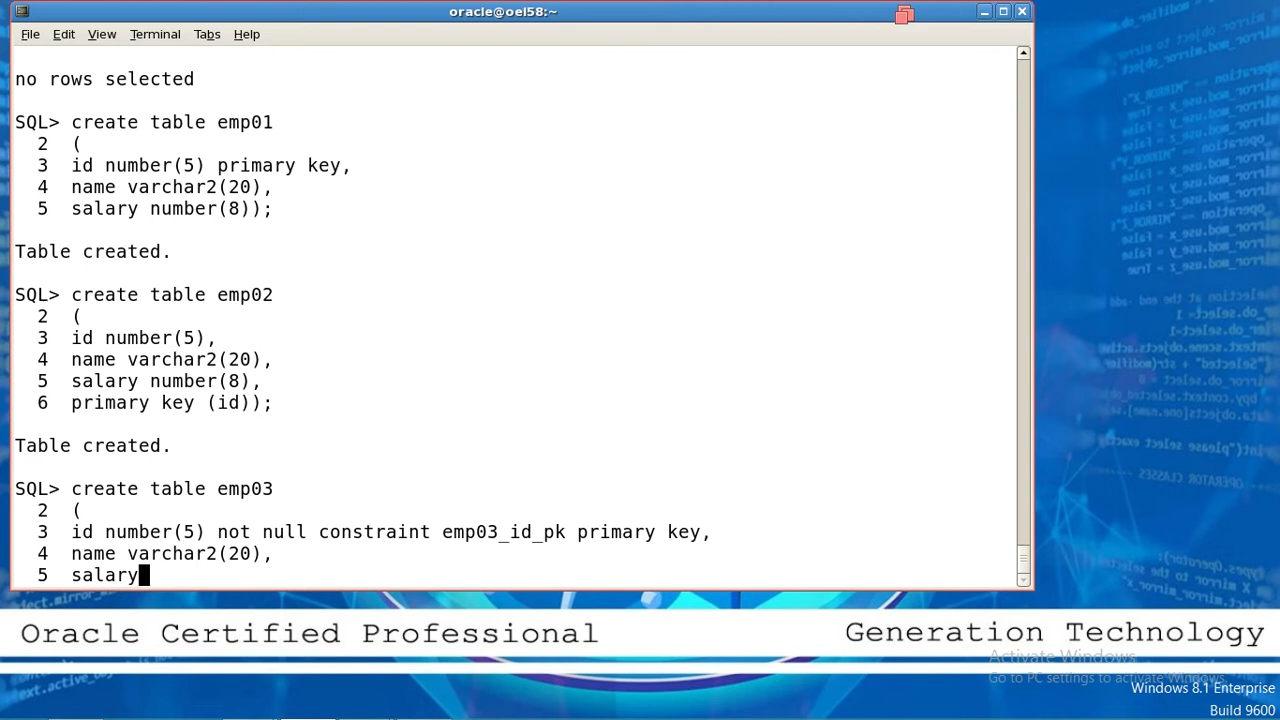 oracle@oel58:~
File Edit View Terminal Tabs Help
no rows selected
SQL> create table emp01
2 (
3 id number(5) primary key,
4 name varchar2(20),
5 salary number(8));
Table created.
SQL> create table emp02
2 (
3 id number(5),
4 name varchar2(20),
5 salary number(8),
6 primary key (id));
Table created.
SQL> create table emp03
2 (
3 id number(5) not null constraint emp03_id_pk primary key,
4 name varchar2(20),
5 salary
Oracle Certified Professional
Generation Technology
Activate Windows
Go to PC settings to activate Windows.
Windows 8.1 Enterprise
Build 9600